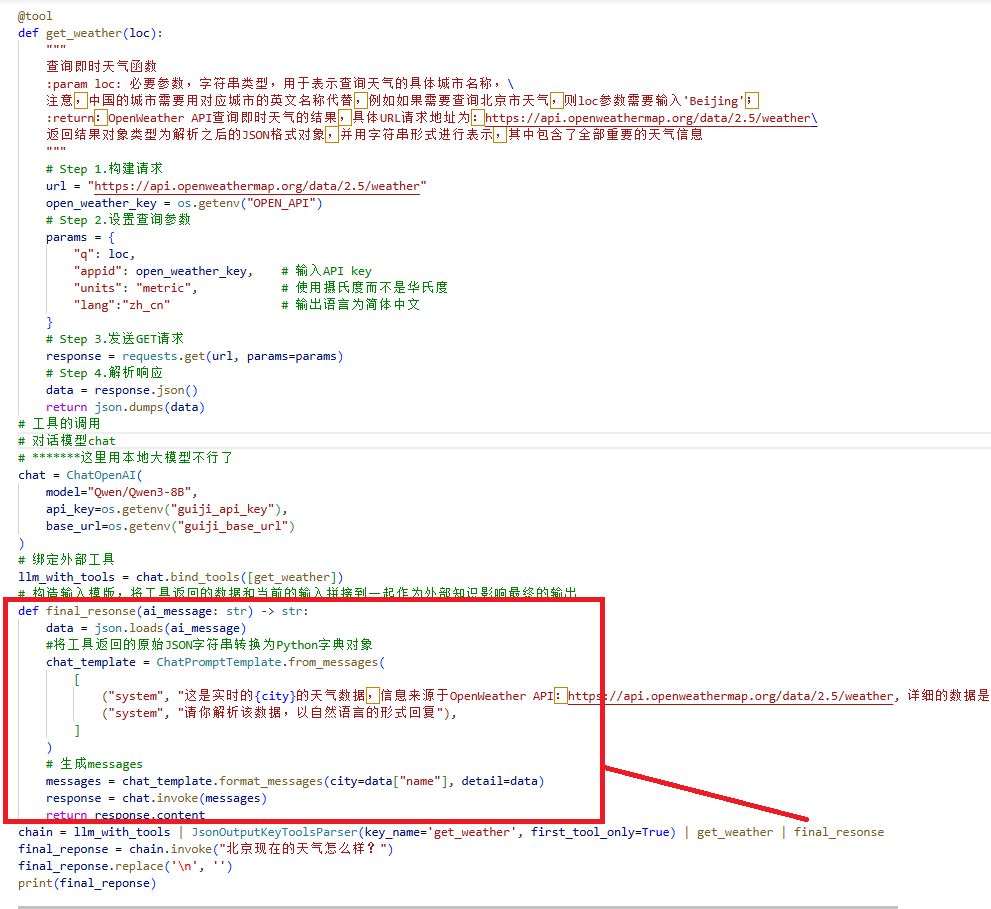 @tool
def get_weather(loc):
    """
    查询即时天气函数
    :param loc: 必要参数，字符串类型，用于表示查询天气的具体城市名称，\
    注意，中国的城市需要用对应城市的英文名称代替，例如如果需要查询北京市天气，则loc参数需要输入'Beijing'；
    :return：OpenWeather API查询即时天气的结果，具体URL请求地址为：https://api.openweathermap.org/data/2.5/weather\
    返回结果对象类型为解析之后的JSON格式对象，并用字符串形式进行表示，其中包含了全部重要的天气信息
    """
    # Step 1.构建请求
    url = "https://api.openweathermap.org/data/2.5/weather"
    open_weather_key = os.getenv("OPEN_API")
    # Step 2.设置查询参数
    params = {
        "q": loc,
        "appid": open_weather_key,    # 输入API key
        "units": "metric",            # 使用摄氏度而不是华氏度
        "lang":"zh_cn"                # 输出语言为简体中文
    }
    # Step 3.发送GET请求
    response = requests.get(url, params=params)
    # Step 4.解析响应
    data = response.json()
    return json.dumps(data)
# 工具的调用
# 对话模型chat
# *******这里用本地大模型不行了
chat = ChatOpenAI(
    model="Qwen/Qwen3-8B",
    api_key=os.getenv("guiji_api_key"),
    base_url=os.getenv("guiji_base_url")
)
# 绑定外部工具
llm_with_tools = chat.bind_tools([get_weather])
# 构造输入模版，将工具返回的数据和当前的输入拼接到一起作为外部知识影响最终的输出
def final_resonse(ai_message: str) -> str:
    data = json.loads(ai_message)
    #将工具返回的原始JSON字符串转换为Python字典对象
    chat_template = ChatPromptTemplate.from_messages(
        [
            ("system", "这是实时的{city}的天气数据，信息来源于OpenWeather API：https://api.openweathermap.org/data/2.5/weather, 详细的数据是
            ("system", "请你解析该数据，以自然语言的形式回复"),
        ]
    )
    # 生成messages
    messages = chat_template.format_messages(city=data["name"], detail=data)
    response = chat.invoke(messages)
    return response.content
chain = llm_with_tools | JsonOutputKeyToolsParser(key_name='get_weather', first_tool_only=True) | get_weather | final_resonse
final_reponse = chain.invoke("北京现在的天气怎么样？")
final_reponse.replace('\n', '')
print(final_reponse)